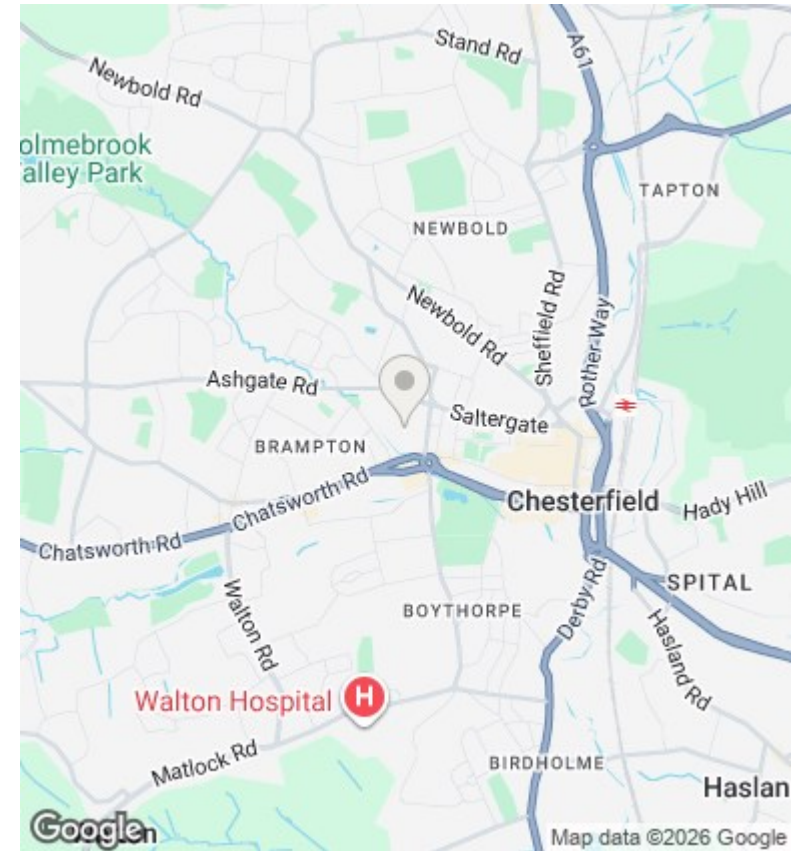 Stand Rd
A61
Newbold Rd
olmebrook
alley Park
TAPTON
NEWBOLD
Newbold Rd
Sheffield Rd
Rother Way
Ashgate Rd
Saltergate
BRAMPTON
Chatsworth Rd
Chesterfield
Hady Hill
Chatsworth Rd
Walton Rd
Derby Rd
SPITAL
BOYTHORPE
Hasland Rd
Walton Hospital
H
Matlock Rd
BIRDHOLME
Haslan
Google
Map data ©2026 Google